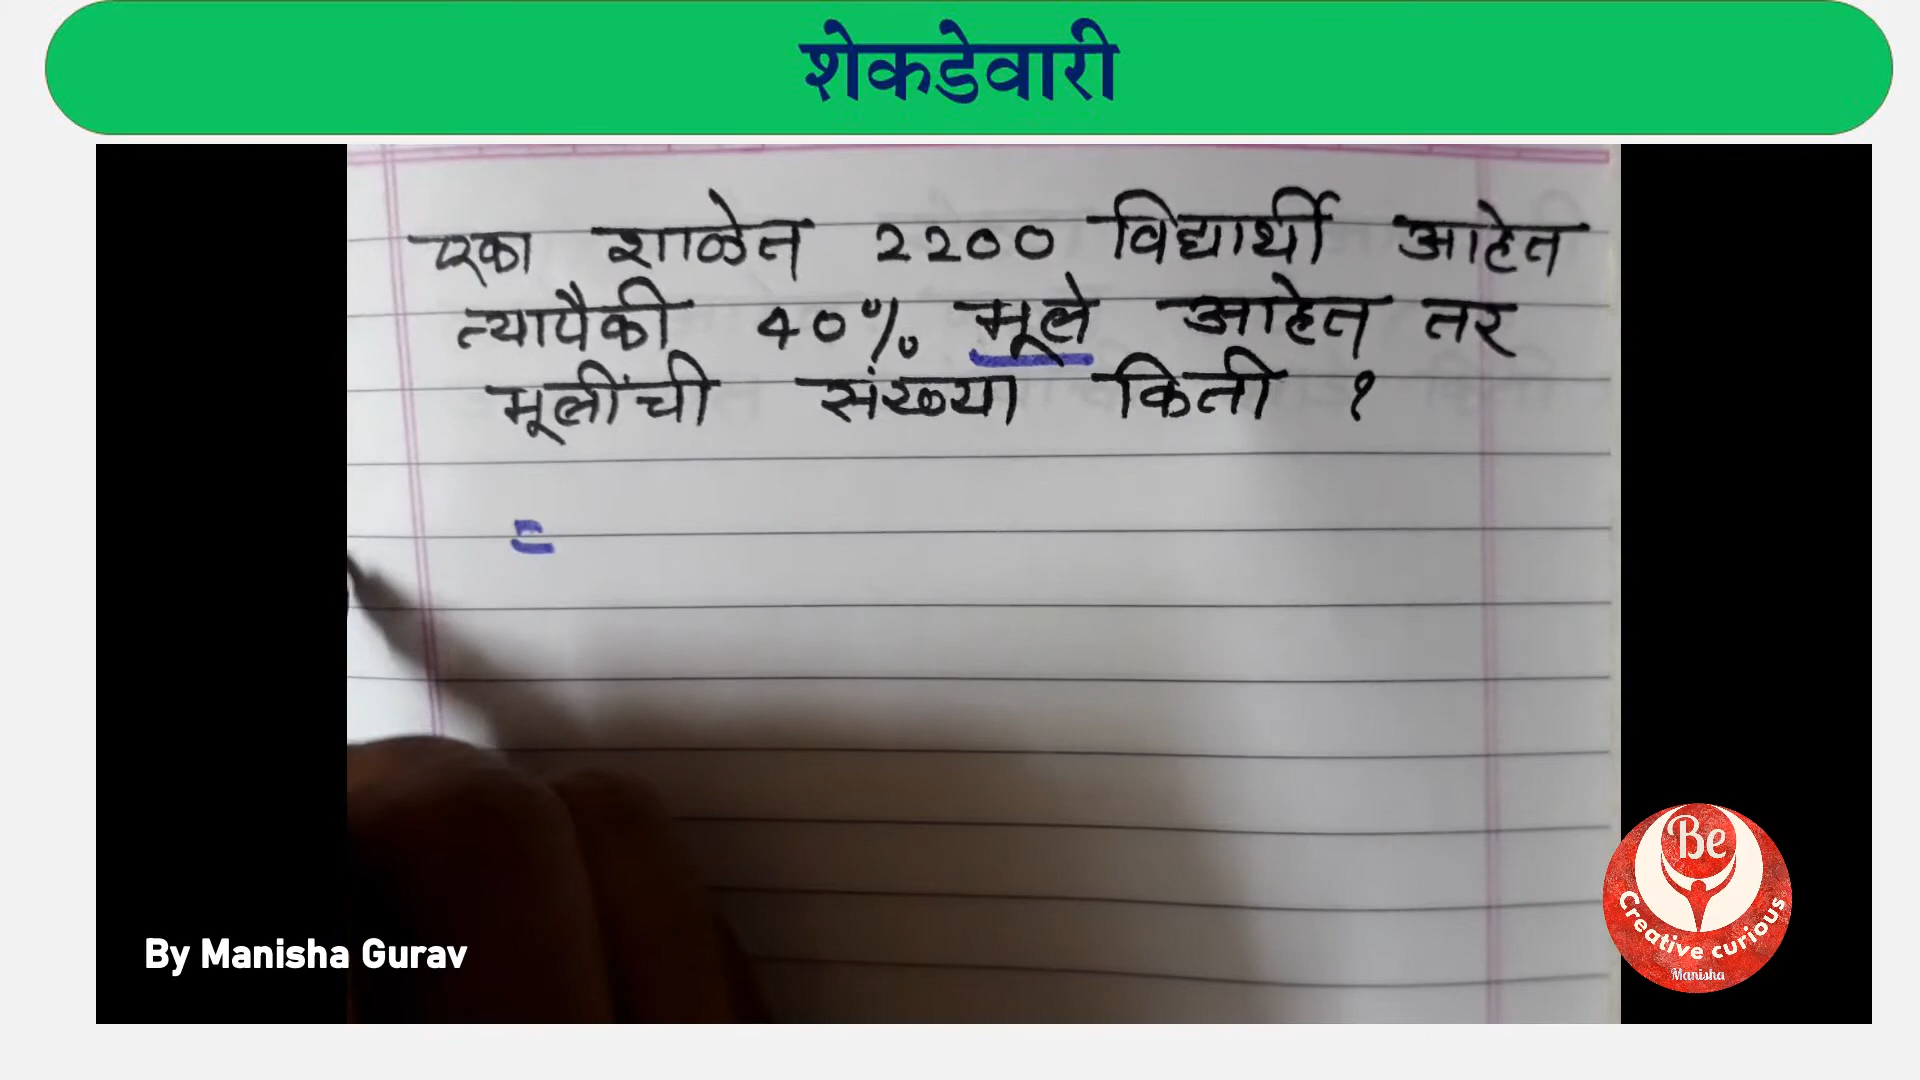 शेकडेवारी
एका शाळेत 2200 विद्यार्थी आहेत
त्यापैकी 40% मूले आहेत तर
मूलींची संख्या किती ?
=
By Manisha Gurav
Be
Creative curious
Manisha